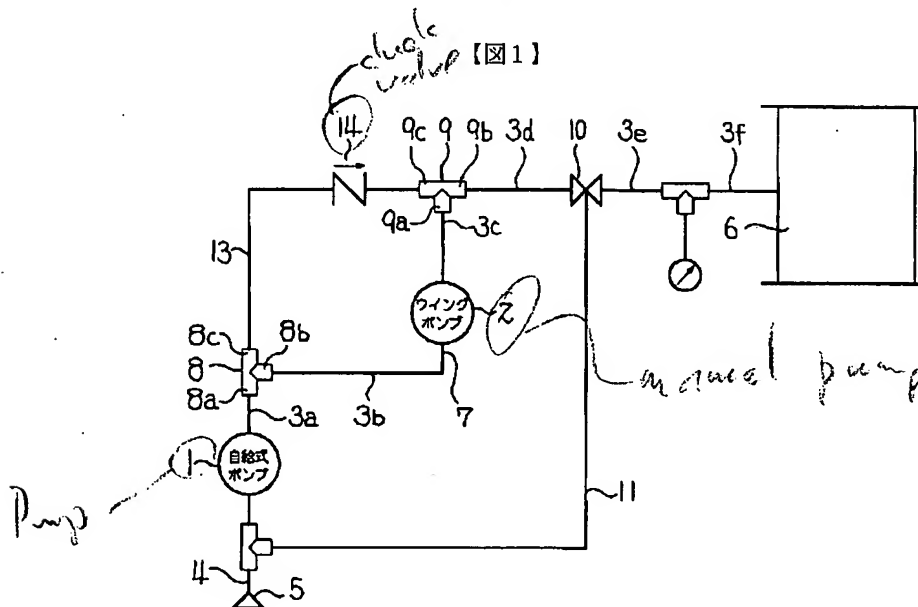 check
valve
【図1】
14
9c 9 9b 3d 10 3e 3f
9a 3c
6
13
ウイング
ポンプ
2
8c 8b
8
8a
3b 7
manual pump
3a
1
自給式
ポンプ
11
Pump
4 5